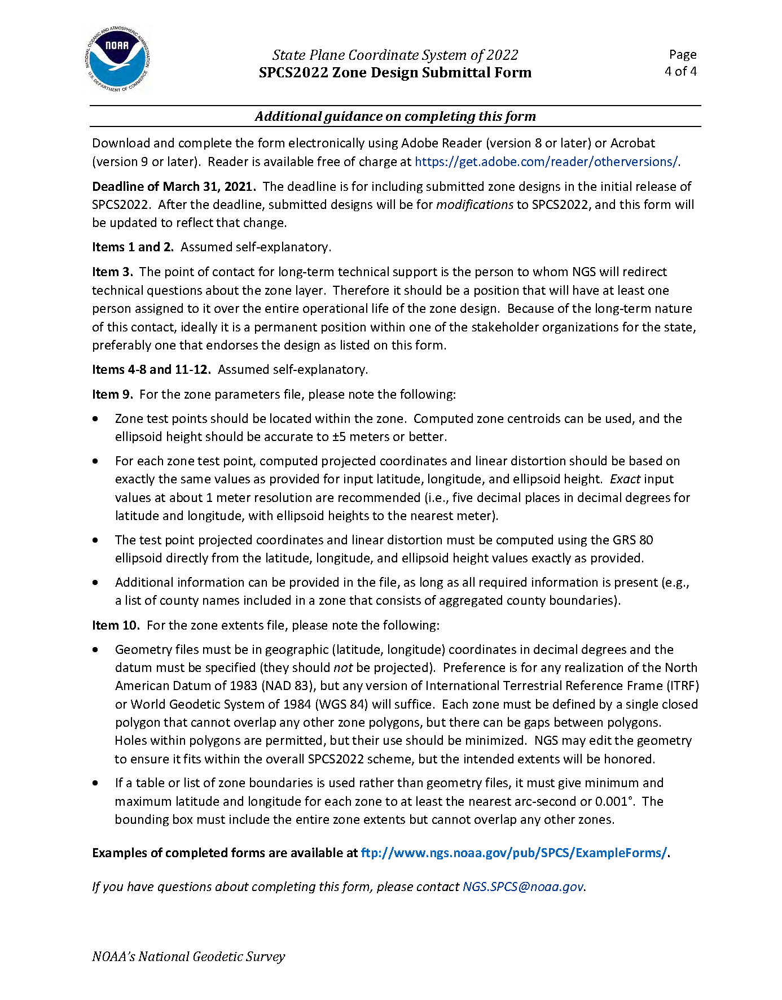 NATIONAL OCEANIC AND ATMOSPHERIC ADMINISTRATION
U.S. DEPARTMENT OF COMMERCE
NOAA
State Plane Coordinate System of 2022
SPCS2022 Zone Design Submittal Form
Page
4 of 4
Additional guidance on completing this form
Download and complete the form electronically using Adobe Reader (version 8 or later) or Acrobat
(version 9 or later).  Reader is available free of charge at https://get.adobe.com/reader/otherversions/.
Deadline of March 31, 2021.  The deadline is for including submitted zone designs in the initial release of
SPCS2022.  After the deadline, submitted designs will be for modifications to SPCS2022, and this form will
be updated to reflect that change.
Items 1 and 2.  Assumed self-explanatory.
Item 3.  The point of contact for long-term technical support is the person to whom NGS will redirect
technical questions about the zone layer.  Therefore it should be a position that will have at least one
person assigned to it over the entire operational life of the zone design.  Because of the long-term nature
of this contact, ideally it is a permanent position within one of the stakeholder organizations for the state,
preferably one that endorses the design as listed on this form.
Items 4-8 and 11-12.  Assumed self-explanatory.
Item 9.  For the zone parameters file, please note the following:
• Zone test points should be located within the zone.  Computed zone centroids can be used, and the
ellipsoid height should be accurate to ±5 meters or better.
• For each zone test point, computed projected coordinates and linear distortion should be based on
exactly the same values as provided for input latitude, longitude, and ellipsoid height.  Exact input
values at about 1 meter resolution are recommended (i.e., five decimal places in decimal degrees for
latitude and longitude, with ellipsoid heights to the nearest meter).
• The test point projected coordinates and linear distortion must be computed using the GRS 80
ellipsoid directly from the latitude, longitude, and ellipsoid height values exactly as provided.
• Additional information can be provided in the file, as long as all required information is present (e.g.,
a list of county names included in a zone that consists of aggregated county boundaries).
Item 10.  For the zone extents file, please note the following:
• Geometry files must be in geographic (latitude, longitude) coordinates in decimal degrees and the
datum must be specified (they should not be projected).  Preference is for any realization of the North
American Datum of 1983 (NAD 83), but any version of International Terrestrial Reference Frame (ITRF)
or World Geodetic System of 1984 (WGS 84) will suffice.  Each zone must be defined by a single closed
polygon that cannot overlap any other zone polygons, but there can be gaps between polygons.
Holes within polygons are permitted, but their use should be minimized.  NGS may edit the geometry
to ensure it fits within the overall SPCS2022 scheme, but the intended extents will be honored.
• If a table or list of zone boundaries is used rather than geometry files, it must give minimum and
maximum latitude and longitude for each zone to at least the nearest arc-second or 0.001°.  The
bounding box must include the entire zone extents but cannot overlap any other zones.
Examples of completed forms are available at ftp://www.ngs.noaa.gov/pub/SPCS/ExampleForms/.
If you have questions about completing this form, please contact NGS.SPCS@noaa.gov.
NOAA's National Geodetic Survey